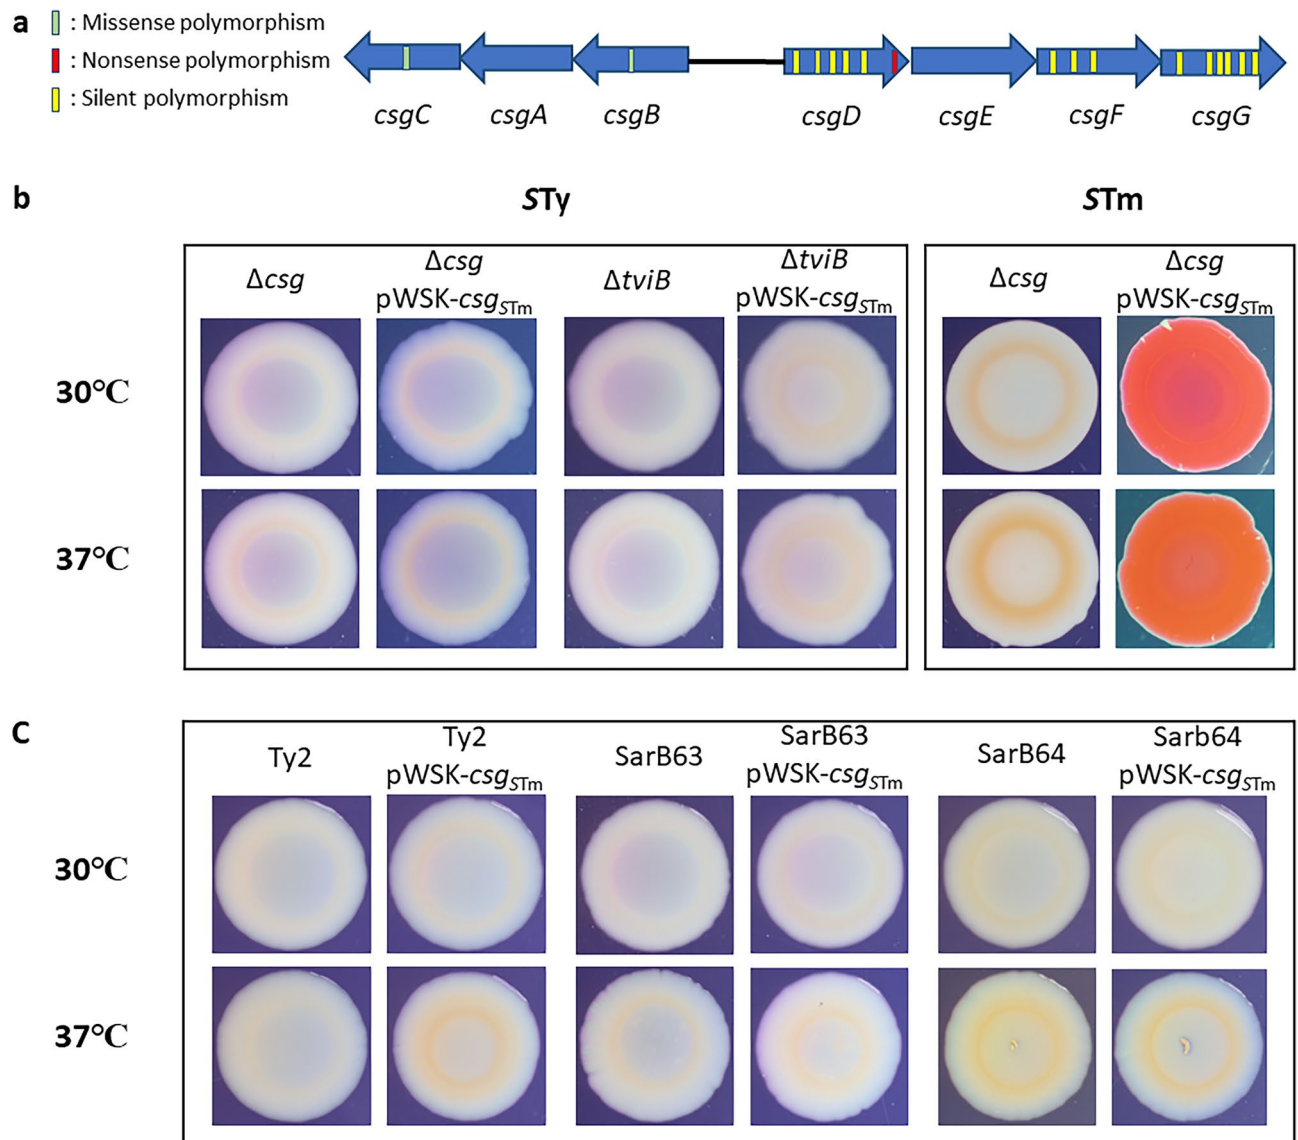 a
: Missense polymorphism
: Nonsense polymorphism
: Silent polymorphism
csgC csgA csgB csgD csgE csgF csgG
b
STy STm
Δcsg Δcsg pWSK-csgSTm ΔtviB ΔtviB pWSK-csgSTm Δcsg Δcsg pWSK-csgSTm
30°C
37°C
c
Ty2 Ty2 pWSK-csgSTm SarB63 SarB63 pWSK-csgSTm SarB64 Sarb64 pWSK-csgSTm
30°C
37°C